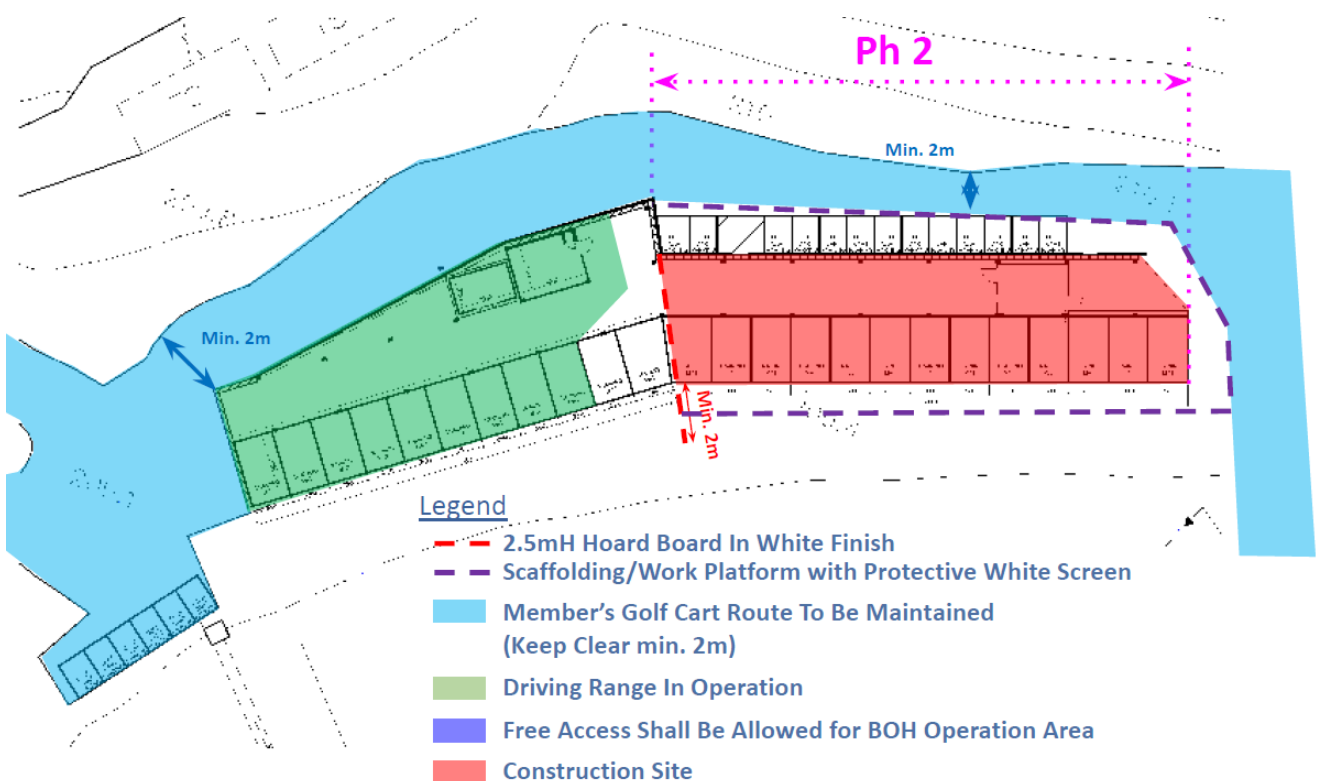 Ph 2
Min. 2m
Min. 2m
Min. 2m
Legend
2.5mH Hoard Board In White Finish
Scaffolding/Work Platform with Protective White Screen
Member's Golf Cart Route To Be Maintained
(Keep Clear min. 2m)
Driving Range In Operation
Free Access Shall Be Allowed for BOH Operation Area
Construction Site